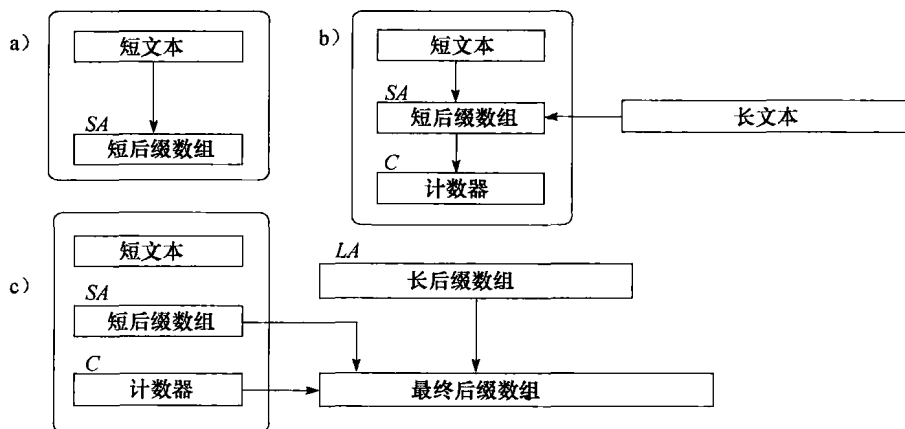 a）
短文本
SA
短后缀数组
b）
短文本
SA
短后缀数组
长文本
C
计数器
c）
短文本
SA
短后缀数组
C
计数器
LA
长后缀数组
最终后缀数组